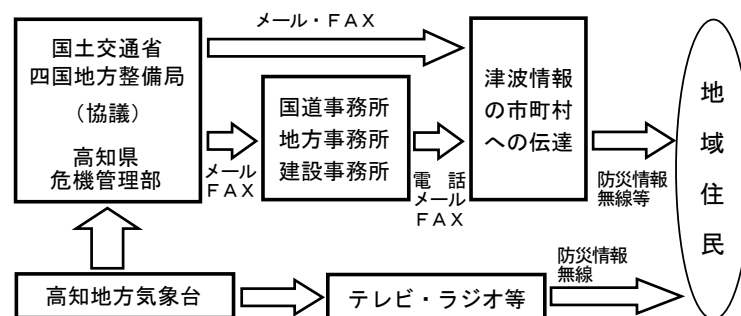 メール・ＦＡＸ
国土交通省
四国地方整備局
（協議）
高知県
危機管理部
メール
ＦＡＸ
国道事務所
地方事務所
建設事務所
電　話
メール
ＦＡＸ
津波情報
の市町村
への伝達
防災情報
無線等
地
域
住
民
高知地方気象台
テレビ・ラジオ等
防災情報
無線